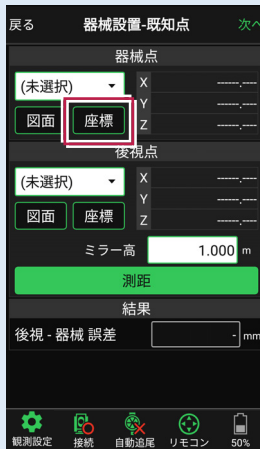 戻る 器械設置-既知点 次へ
器械点
(未選択) X -----.---
Y -----.---
図面 座標 Z -----.---
後視点
(未選択) X -----.---
Y -----.---
図面 座標 Z -----.---
ミラー高 1.000 m
測距
結果
後視 - 器械 誤差 - mm
観測設定 接続 自動追尾 リモコン 50%